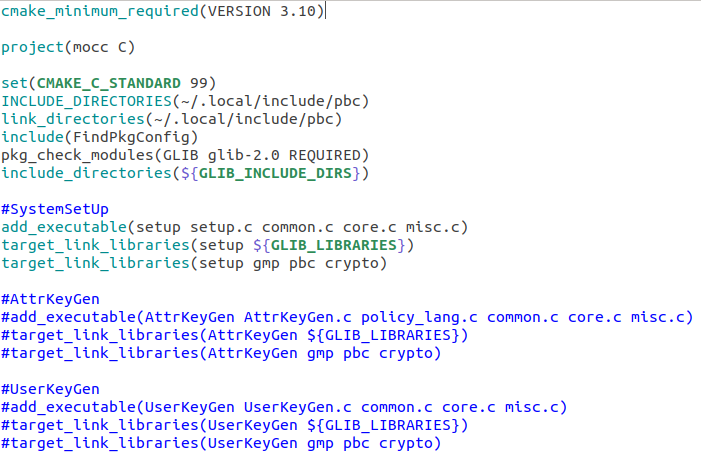 cmake_minimum_required(VERSION 3.10)
project(mocc C)
set(CMAKE_C_STANDARD 99)
INCLUDE_DIRECTORIES(~/.local/include/pbc)
link_directories(~/.local/include/pbc)
include(FindPkgConfig)
pkg_check_modules(GLIB glib-2.0 REQUIRED)
include_directories(${GLIB_INCLUDE_DIRS})
#SystemSetUp
add_executable(setup setup.c common.c core.c misc.c)
target_link_libraries(setup ${GLIB_LIBRARIES})
target_link_libraries(setup gmp pbc crypto)
#AttrKeyGen
#add_executable(AttrKeyGen AttrKeyGen.c policy_lang.c common.c core.c misc.c)
#target_link_libraries(AttrKeyGen ${GLIB_LIBRARIES})
#target_link_libraries(AttrKeyGen gmp pbc crypto)
#UserKeyGen
#add_executable(UserKeyGen UserKeyGen.c common.c core.c misc.c)
#target_link_libraries(UserKeyGen ${GLIB_LIBRARIES})
#target_link_libraries(UserKeyGen gmp pbc crypto)